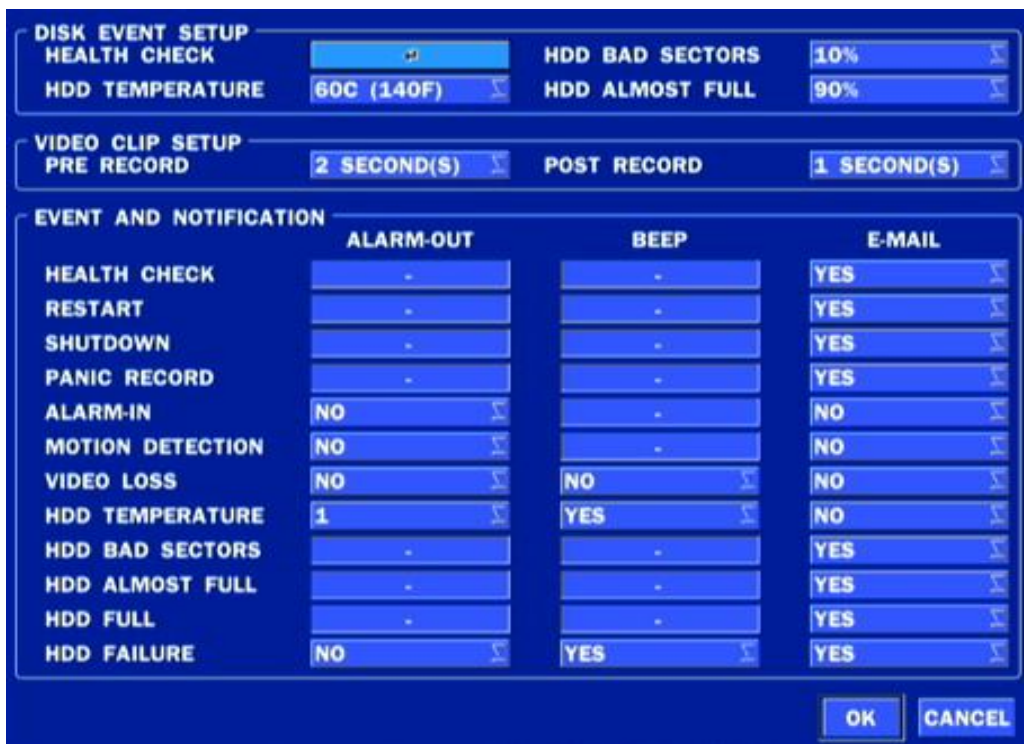 DISK EVENT SETUP
HEALTH CHECK HDD BAD SECTORS 10%
HDD TEMPERATURE 60C (140F) HDD ALMOST FULL 90%
VIDEO CLIP SETUP
PRE RECORD 2 SECOND(S) POST RECORD 1 SECOND(S)
EVENT AND NOTIFICATION
ALARM-OUT BEEP E-MAIL
HEALTH CHECK - - YES
RESTART - - YES
SHUTDOWN - - YES
PANIC RECORD - - YES
ALARM-IN NO - NO
MOTION DETECTION NO - NO
VIDEO LOSS NO NO NO
HDD TEMPERATURE 1 YES NO
HDD BAD SECTORS - - YES
HDD ALMOST FULL - - YES
HDD FULL - - YES
HDD FAILURE NO YES YES
OK CANCEL